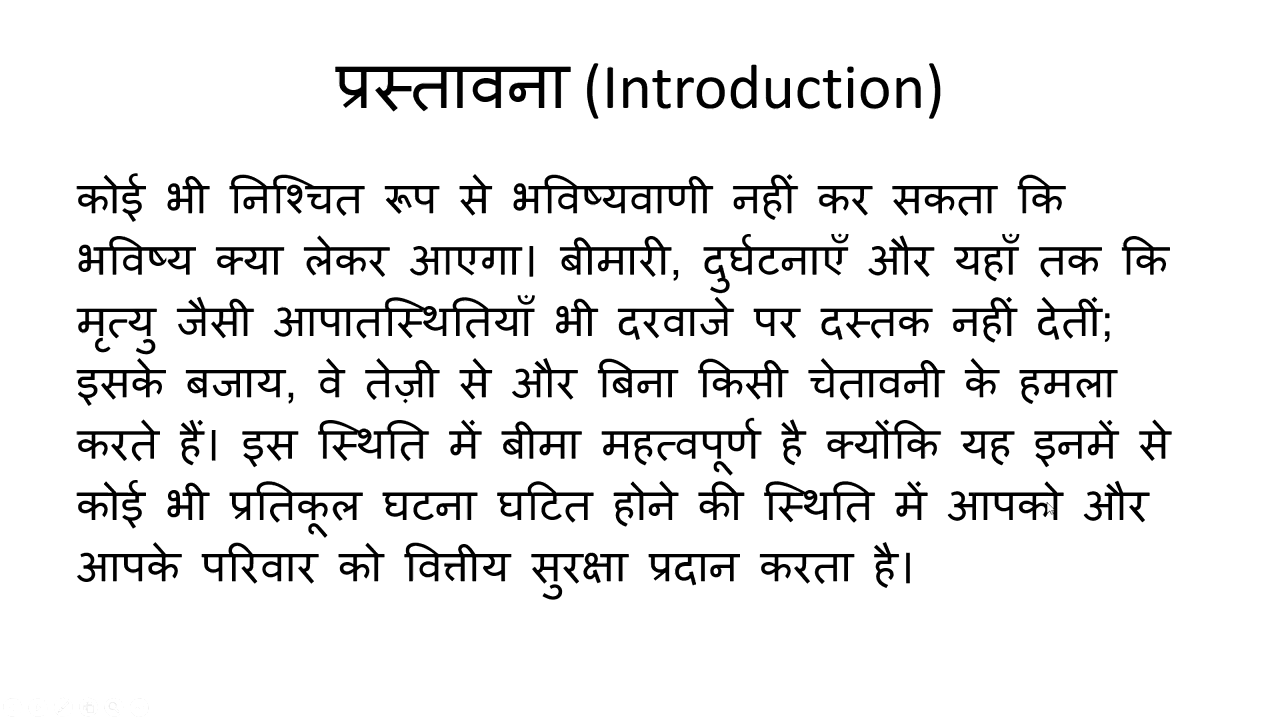 प्रस्तावना (Introduction)
कोई भी निश्चित रूप से भविष्यवाणी नहीं कर सकता कि
भविष्य क्या लेकर आएगा। बीमारी, दुर्घटनाएँ और यहाँ तक कि
मृत्यु जैसी आपातस्थितियाँ भी दरवाजे पर दस्तक नहीं देतीं;
इसके बजाय, वे तेज़ी से और बिना किसी चेतावनी के हमला
करते हैं। इस स्थिति में बीमा महत्वपूर्ण है क्योंकि यह इनमें से
कोई भी प्रतिकूल घटना घटित होने की स्थिति में आपको और
आपके परिवार को वित्तीय सुरक्षा प्रदान करता है।